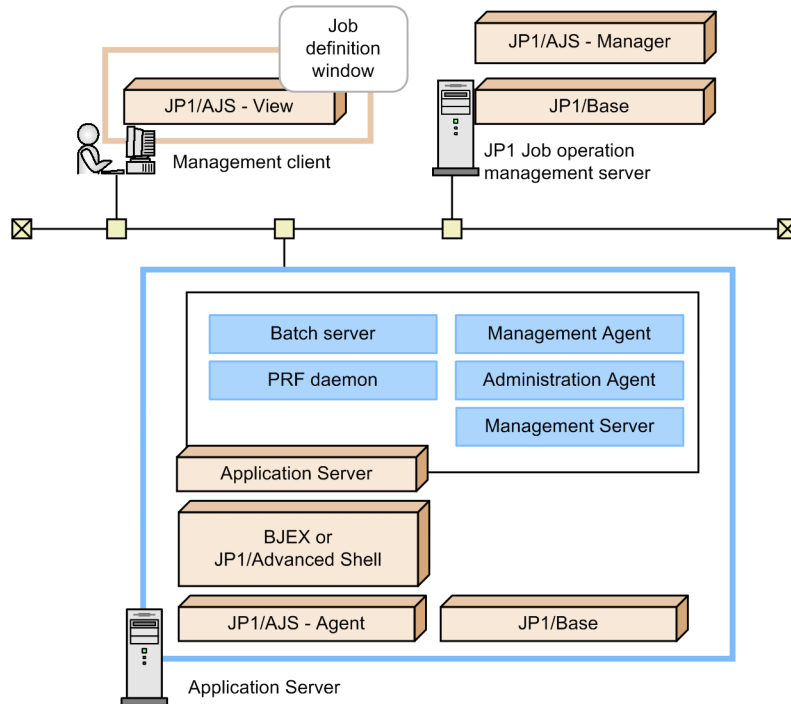 Job
definition
window
JP1/AJS - View
Management client
JP1/AJS - Manager
JP1/Base
JP1 Job operation
management server
Batch server
Management Agent
PRF daemon
Administration Agent
Management Server
Application Server
BJEX or
JP1/Advanced Shell
JP1/AJS - Agent
JP1/Base
Application Server